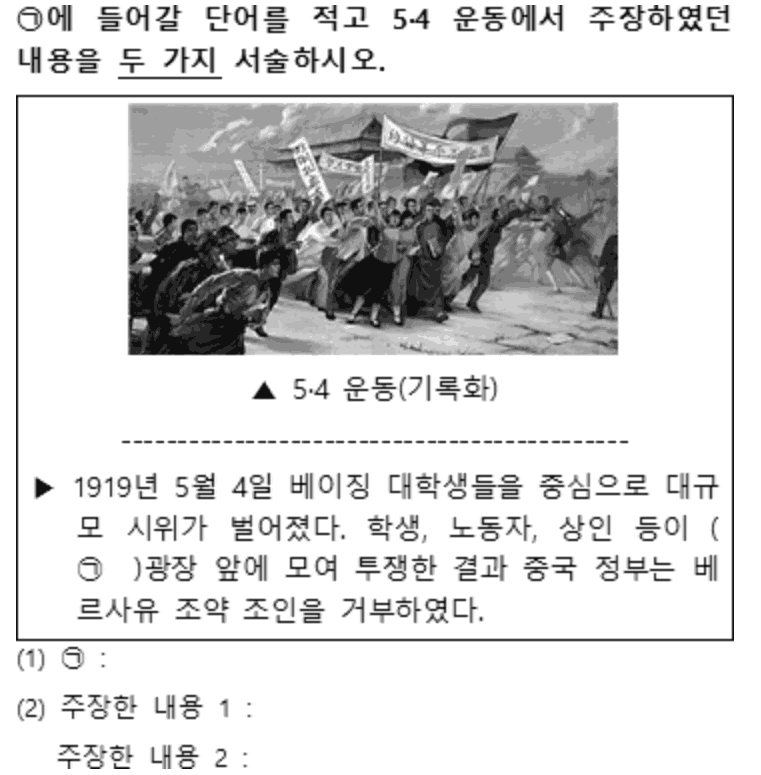 ㉠에 들어갈 단어를 적고 5·4 운동에서 주장하였던
내용을 두 가지 서술하시오.
▲ 5·4 운동(기록화)
▶ 1919년 5월 4일 베이징 대학생들을 중심으로 대규
모 시위가 벌어졌다. 학생, 노동자, 상인 등이 (
㉠ )광장 앞에 모여 투쟁한 결과 중국 정부는 베
르사유 조약 조인을 거부하였다.
(1) ㉠ :
(2) 주장한 내용 1 :
주장한 내용 2 :